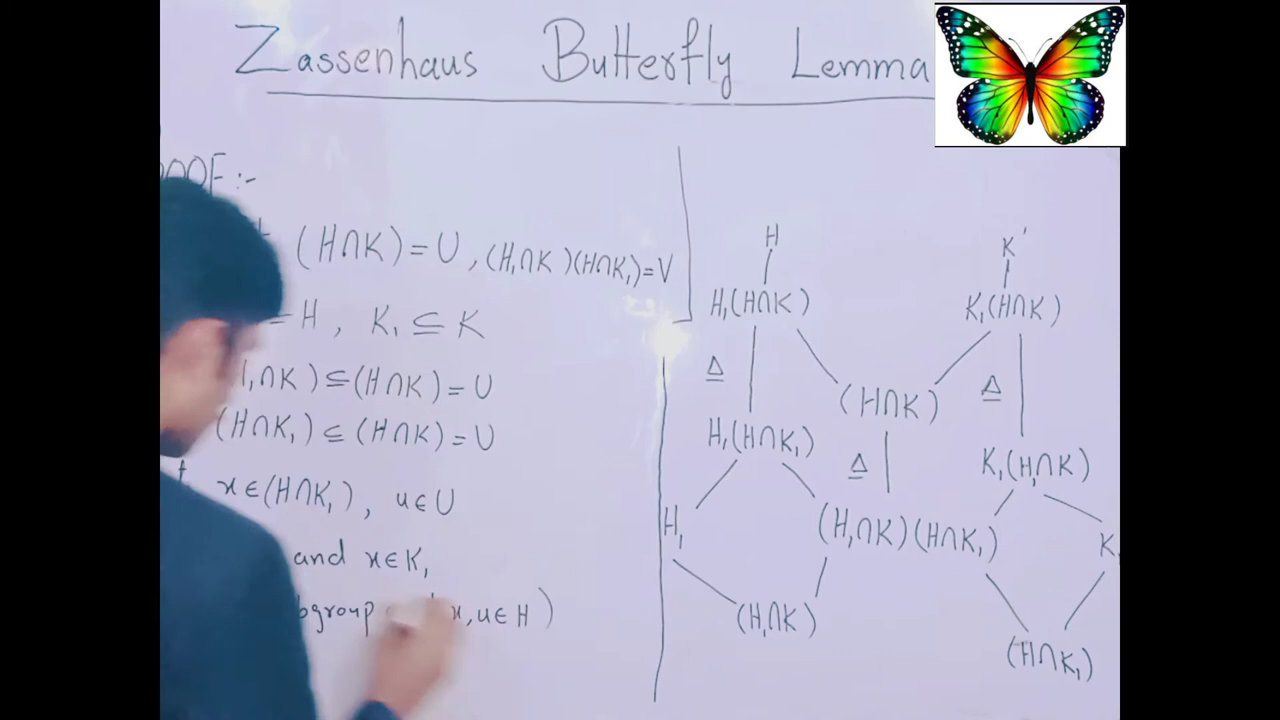 Zassenhaus Butterfly Lemma
PROOF :-
(H∩K) = U , (H₁∩K)(H∩K₁) = V
= H , K₁ ⊆ K
∩K) ⊆ (H∩K) = U
(H∩K₁) ⊆ (H∩K) = U
x ∈ (H∩K₁) , u ∈ U
and x ∈ K₁
x, u ∈ H )
H
K'
H₁(H∩K)
K₁(H∩K)
Δ
(H∩K)
Δ
H₁(H∩K₁)
Δ
K₁(H₁∩K)
H₁
(H₁∩K)(H∩K₁)
K₁
(H₁∩K)
(H∩K₁)